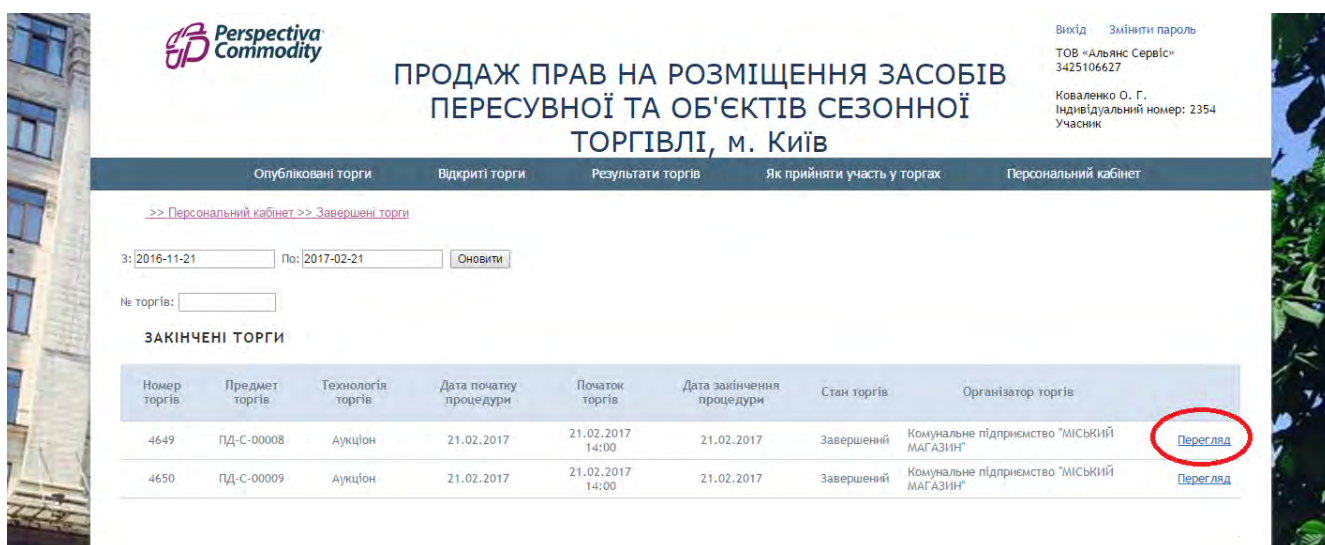 Perspectiva
Commodity
Вихід Змінити пароль
ТОВ «Альянс Сервіс»
3425106627
Коваленко О. Г.
Індивідуальний номер: 2354
Учасник
ПРОДАЖ ПРАВ НА РОЗМІЩЕННЯ ЗАСОБІВ
ПЕРЕСУВНОЇ ТА ОБ'ЄКТІВ СЕЗОННОЇ
ТОРГІВЛІ, м. Київ
Опубліковані торги Відкриті торги Результати торгів Як прийняти участь у торгах Персональний кабінет
>> Персональний кабінет >> Завершені торги
З: 2016-11-21 По: 2017-02-21 Оновити
№ торгів:
ЗАКІНЧЕНІ ТОРГИ
Номер торгів Предмет торгів Технологія торгів Дата початку процедури Початок торгів Дата закінчення процедури Стан торгів Організатор торгів
4649 ПД-С-00008 Аукціон 21.02.2017 21.02.2017 14:00 21.02.2017 Завершений Комунальне підприємство "МІСЬКИЙ МАГАЗИН" Перегляд
4650 ПД-С-00009 Аукціон 21.02.2017 21.02.2017 14:00 21.02.2017 Завершений Комунальне підприємство "МІСЬКИЙ МАГАЗИН" Перегляд